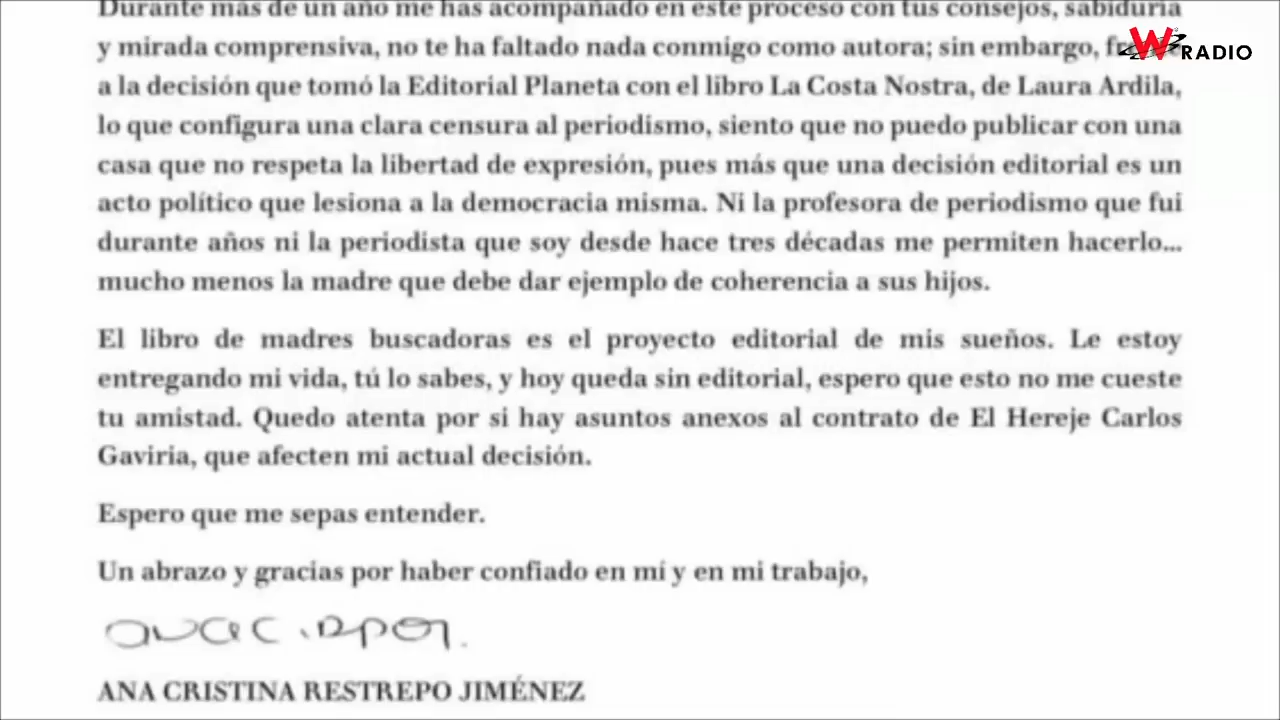 Durante más de un año me has acompañado en este proceso con tus consejos, sabiduría
y mirada comprensiva, no te ha faltado nada conmigo como autora; sin embargo,
a la decisión que tomó la Editorial Planeta con el libro La Costa Nostra, de Laura Ardila,
lo que configura una clara censura al periodismo, siento que no puedo publicar con una
casa que no respeta la libertad de expresión, pues más que una decisión editorial es un
acto político que lesiona a la democracia misma. Ni la profesora de periodismo que fui
durante años ni la periodista que soy desde hace tres décadas me permiten hacerlo...
mucho menos la madre que debe dar ejemplo de coherencia a sus hijos.
El libro de madres buscadoras es el proyecto editorial de mis sueños. Le estoy
entregando mi vida, tú lo sabes, y hoy queda sin editorial, espero que esto no me cueste
tu amistad. Quedo atenta por si hay asuntos anexos al contrato de El Hereje Carlos
Gaviria, que afecten mi actual decisión.
Espero que me sepas entender.
Un abrazo y gracias por haber confiado en mí y en mi trabajo,
ANA CRISTINA RESTREPO JIMÉNEZ
W RADIO